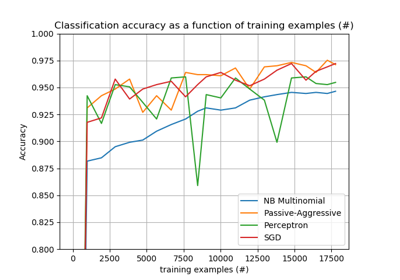 Classification accuracy as a function of training examples (#)
1.000
0.975
0.950
0.925
0.900
0.875
0.850
0.825
0.800
Accuracy
NB Multinomial
Passive-Aggressive
Perceptron
SGD
0 2500 5000 7500 10000 12500 15000 17500
training examples (#)